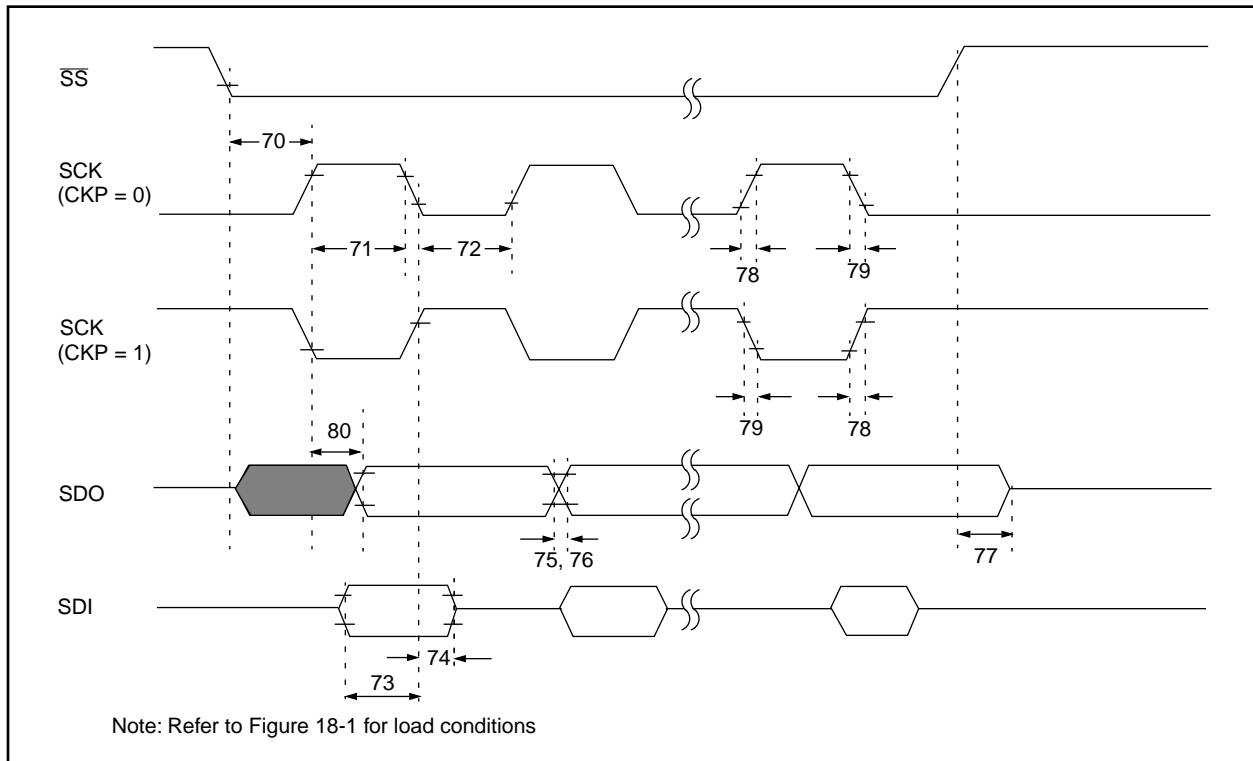 SS
70
SCK
(CKP = 0)
71
72
78
79
SCK
(CKP = 1)
79
78
80
SDO
75, 76
77
SDI
74
73
Note: Refer to Figure 18-1 for load conditions